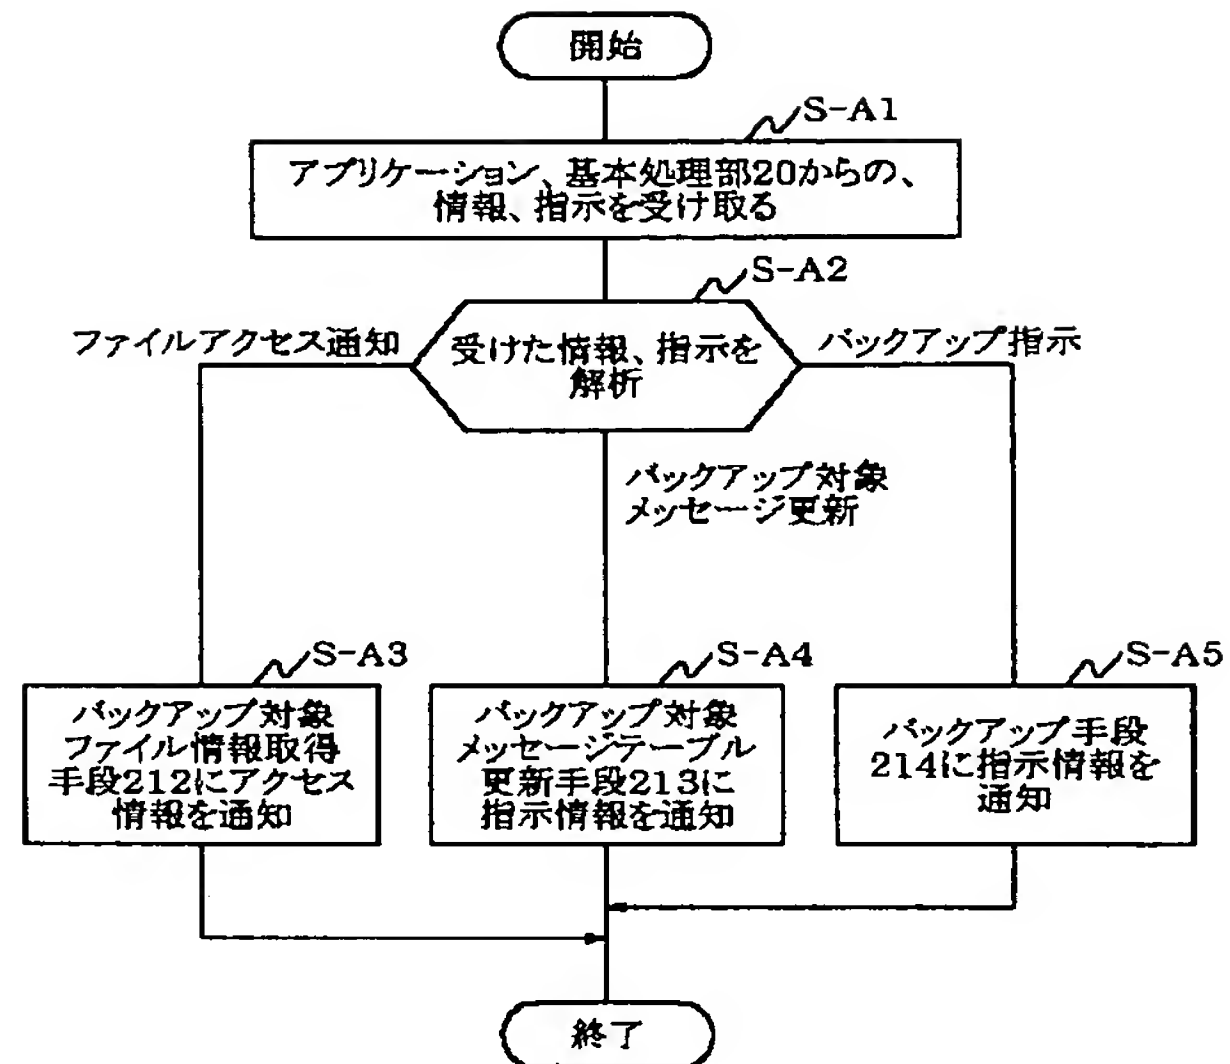 開始
S-A1
アプリケーション、基本処理部20からの、
情報、指示を受け取る
S-A2
ファイルアクセス通知
受けた情報、指示を
解析
バックアップ指示
バックアップ対象
メッセージ更新
S-A3
バックアップ対象
ファイル情報取得
手段212にアクセス
情報を通知
S-A4
バックアップ対象
メッセージテーブル
更新手段213に
指示情報を通知
S-A5
バックアップ手段
214に指示情報を
通知
終了